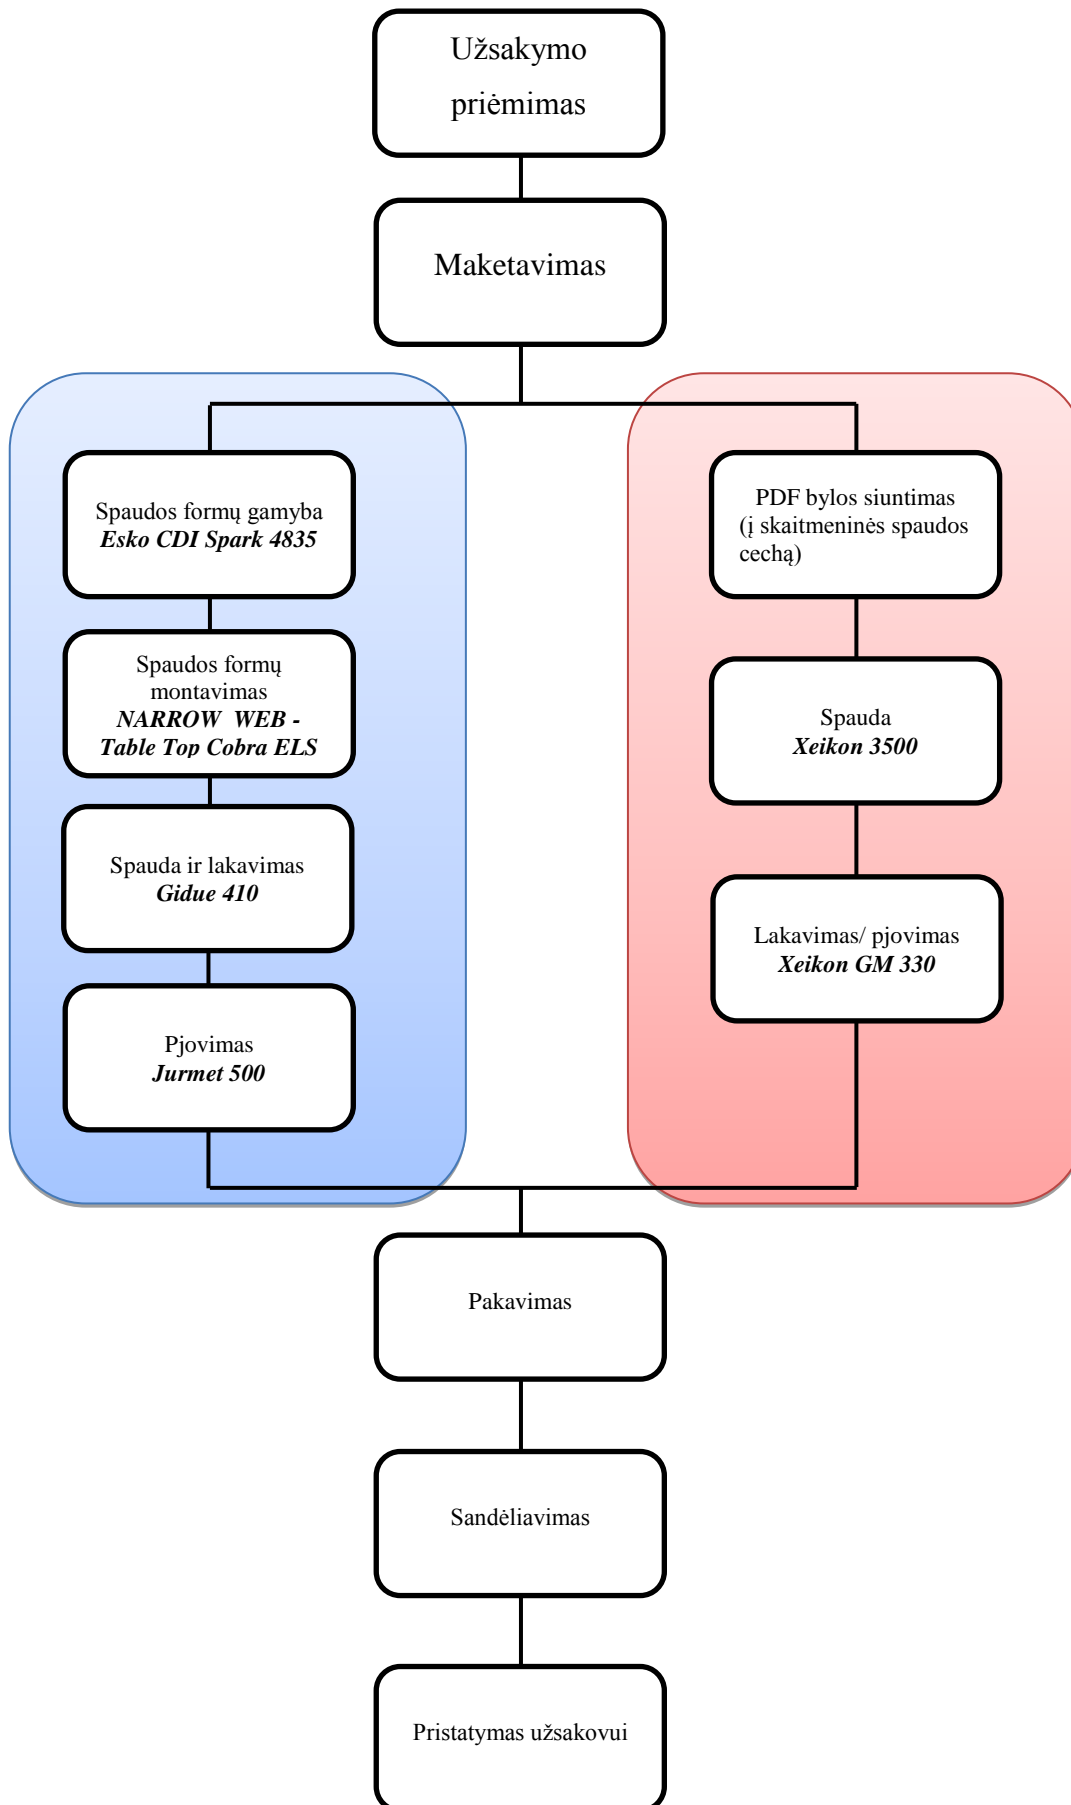 Užsakymo
priėmimas
Maketavimas
Spaudos formų gamyba
Esko CDI Spark 4835
Spaudos formų
montavimas
NARROW WEB -
Table Top Cobra ELS
Spauda ir lakavimas
Gidue 410
Pjovimas
Jurmet 500
PDF bylos siuntimas
(į skaitmeninės spaudos
cechą)
Spauda
Xeikon 3500
Lakavimas/ pjovimas
Xeikon GM 330
Pakavimas
Sandėliavimas
Pristatymas užsakovui